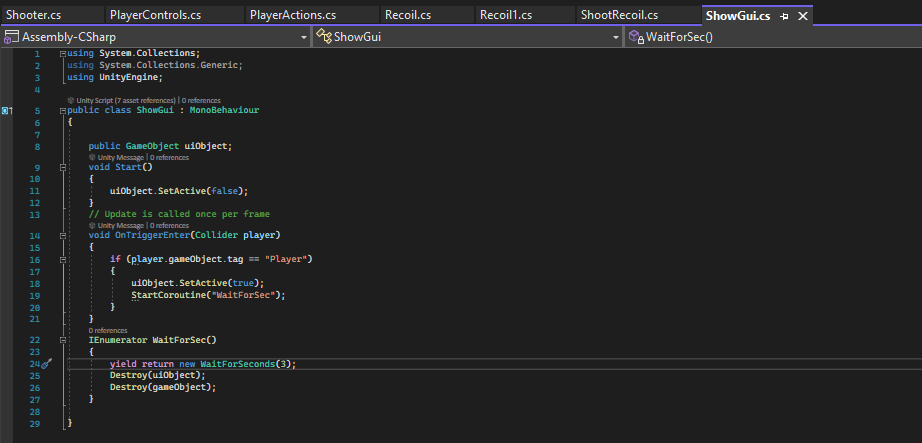 Shooter.cs PlayerControls.cs PlayerActions.cs Recoil.cs Recoil1.cs ShootRecoil.cs ShowGui.cs
Assembly-CSharp ShowGui WaitForSec()
1 using System.Collections;
2 using System.Collections.Generic;
3 using UnityEngine;
4
Unity Script (7 asset references) | 0 references
5 public class ShowGui : MonoBehaviour
6 {
7
8 public GameObject uiObject;
Unity Message | 0 references
9 void Start()
10 {
11 uiObject.SetActive(false);
12 }
13 // Update is called once per frame
Unity Message | 0 references
14 void OnTriggerEnter(Collider player)
15 {
16 if (player.gameObject.tag == "Player")
17 {
18 uiObject.SetActive(true);
19 StartCoroutine("WaitForSec");
20 }
21 }
0 references
22 IEnumerator WaitForSec()
23 {
24 yield return new WaitForSeconds(3);
25 Destroy(uiObject);
26 Destroy(gameObject);
27 }
28
29 }